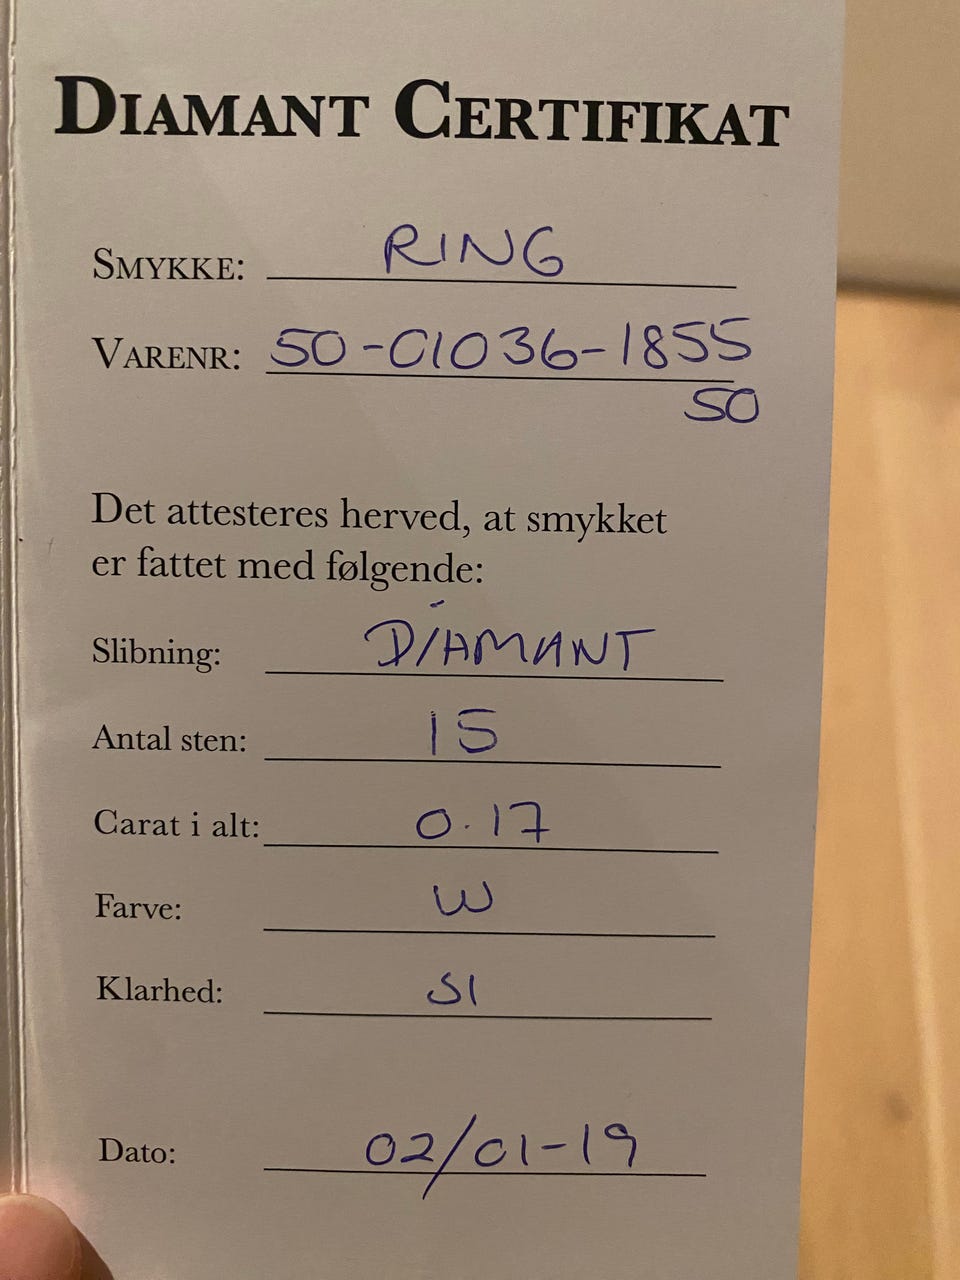 DIAMANT CERTIFIKAT
SMYKKE: RING
VARENR: 50-01036-1855
50
Det attesteres herved, at smykket
er fattet med følgende:
Slibning: DIAMANT
Antal sten: 15
Carat i alt: 0.17
Farve: W
Klarhed: SI
Dato: 02/01-19